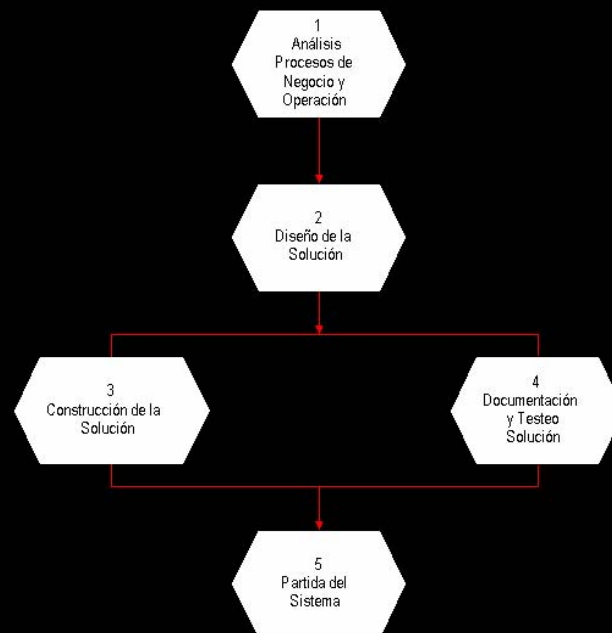 1
Análisis
Procesos de
Negocio y
Operación
2
Diseño de la
Solución
3
Construcción de la
Solución
4
Documentación
y Testeo
Solución
5
Partida del
Sistema